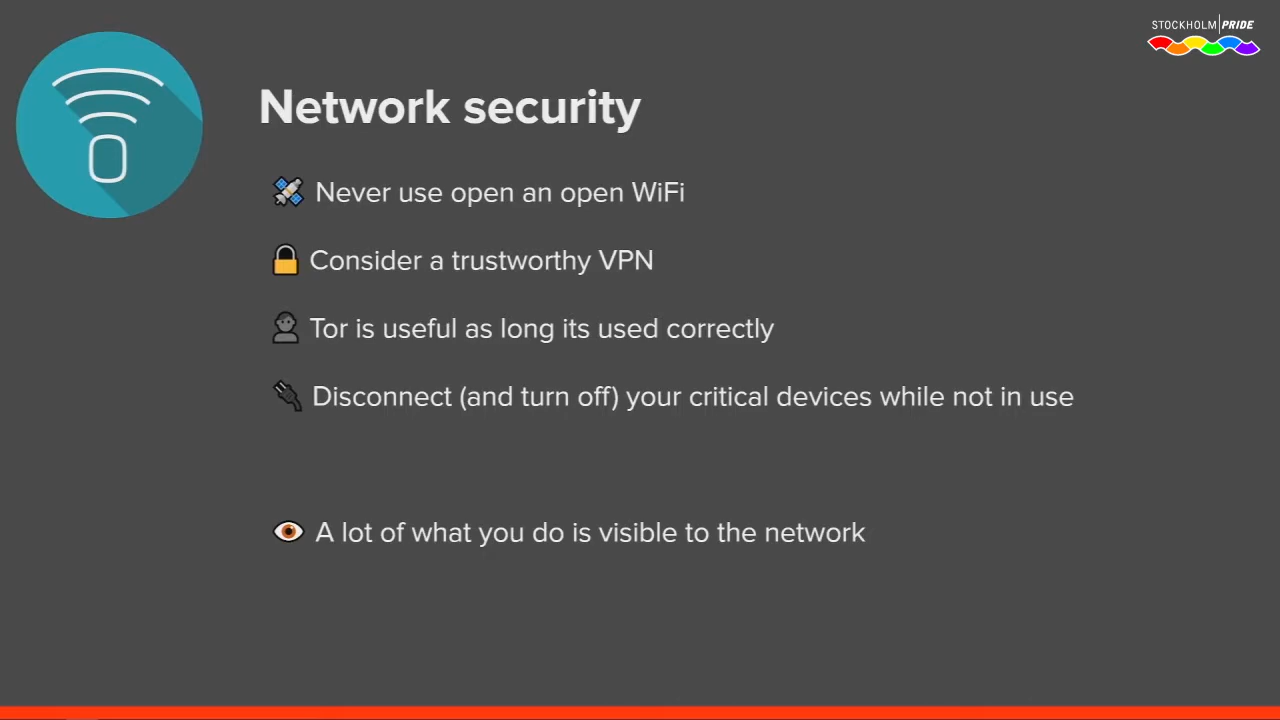 STOCKHOLM PRIDE
Network security
Never use open an open WiFi
Consider a trustworthy VPN
Tor is useful as long its used correctly
Disconnect (and turn off) your critical devices while not in use
A lot of what you do is visible to the network